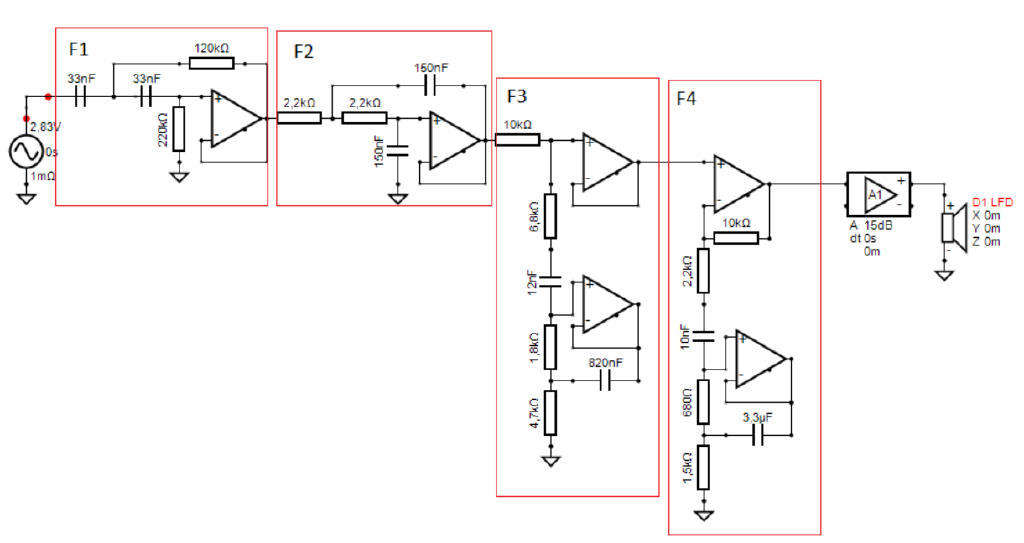 F1
120kΩ
33nF
33nF
220kΩ
+
-
2,83V
0s
1mΩ
F2
150nF
2,2kΩ
2,2kΩ
150nF
+
-
F3
10kΩ
+
-
6,8kΩ
12nF
+
-
1,8kΩ
820nF
4,7kΩ
F4
+
-
10kΩ
2,2kΩ
10nF
+
-
680Ω
3,3µF
1,5kΩ
A1
+
-
A 15dB
dt 0s
0m
+
-
D1 LFD
X 0m
Y 0m
Z 0m